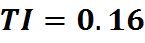 TI = 0.16